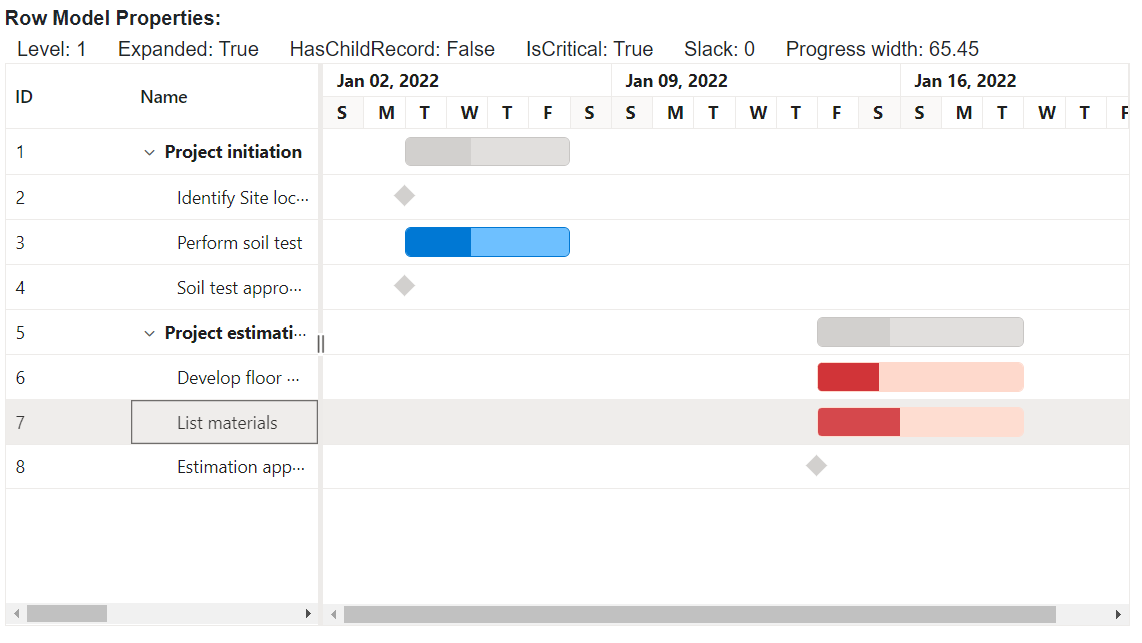 Row Model Properties:
Level: 1 Expanded: True HasChildRecord: False IsCritical: True Slack: 0 Progress width: 65.45
ID Name Jan 02, 2022 Jan 09, 2022 Jan 16, 2022
S M T W T F S S M T W T F S S M T W T F
1 Project initiation
2 Identify Site loc...
3 Perform soil test
4 Soil test appro...
5 Project estimati...
6 Develop floor ...
7 List materials
8 Estimation app...